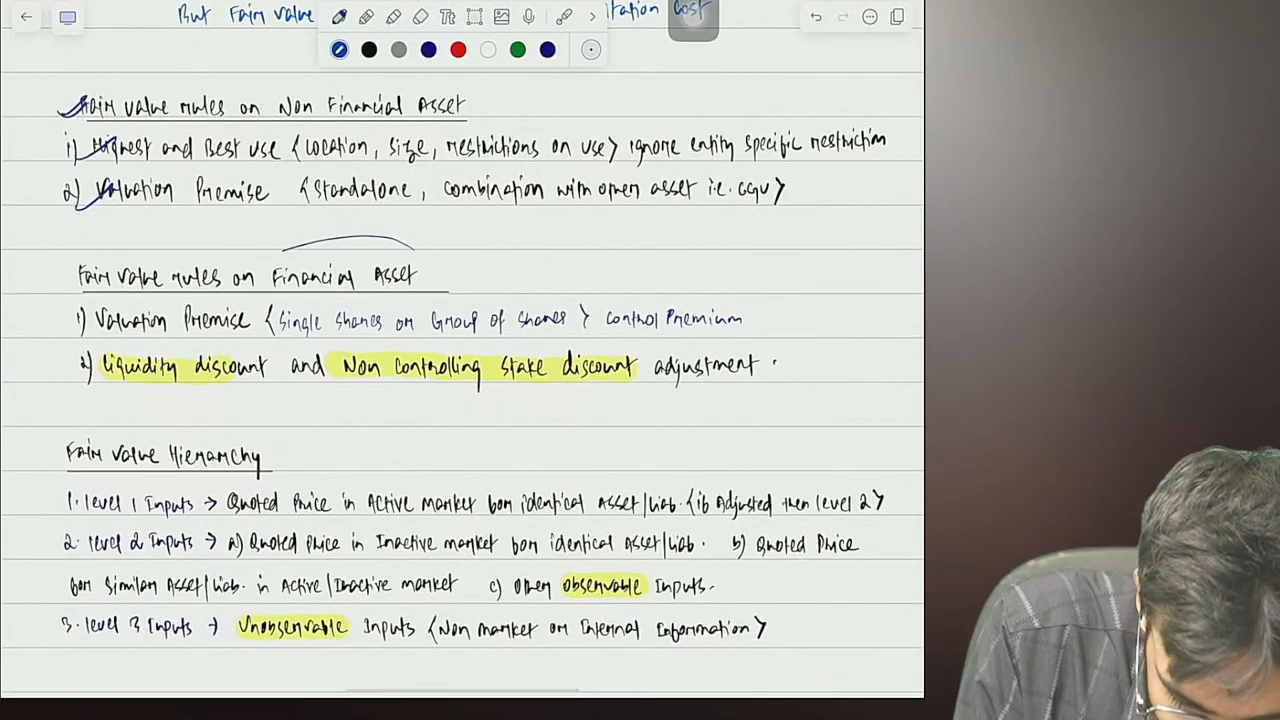 But Fair value itation Cost
Fair value rules on Non Financial Asset
i) Highest and Best use {Location, Size, restrictions on use} ignore entity specific restriction
2) Valuation Premise {Standalone, combination with other asset i.e. CGU}
Fair value rules on Financial Asset
1) Valuation Premise {Single Shares or Group of Shares} control Premium
2) liquidity discount and Non Controlling Stake discount adjustment.
Fair Value Hierarchy
1. level 1 Inputs → Quoted Price in Active market for identical Asset/Liab. {if Adjusted then level 2}
2. level 2 Inputs → a) Quoted Price in Inactive market for identical Asset/Liab. b) Quoted Price
for Similar Asset/Liab. in Active/Inactive market c) Other observable Inputs.
3. level 3 Inputs → Unobservable Inputs {Non market or Internal Information}